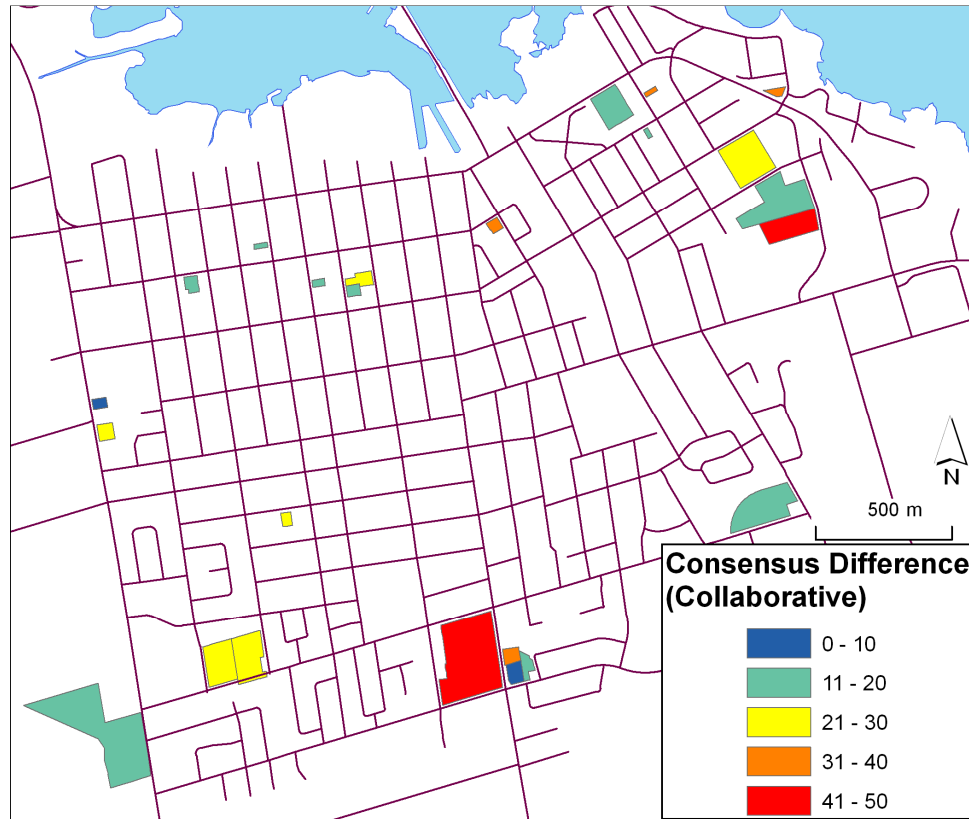 N
500 m
Consensus Difference
(Collaborative)
0 - 10
11 - 20
21 - 30
31 - 40
41 - 50